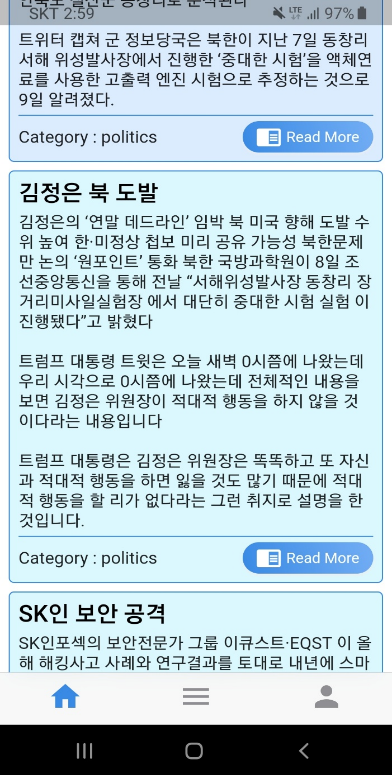 SKT 2:59 LTE 97%
트위터 캡쳐 군 정보당국은 북한이 지난 7일 동창리
서해 위성발사장에서 진행한 ‘중대한 시험’을 액체연
료를 사용한 고출력 엔진 시험으로 추정하는 것으로
9일 알려졌다.
Category : politics
Read More
김정은 북 도발
김정은의 ‘연말 데드라인’ 임박 북 미국 향해 도발 수
위 높여 한·미정상 첩보 미리 공유 가능성 북한문제
만 논의 ‘원포인트’ 통화 북한 국방과학원이 8일 조
선중앙통신을 통해 전날 “서해위성발사장 동창리 장
거리미사일실험장 에서 대단히 중대한 시험 실험 이
진행됐다”고 밝혔다
트럼프 대통령 트윗은 오늘 새벽 0시쯤에 나왔는데
우리 시각으로 0시쯤에 나왔는데 전체적인 내용을
보면 김정은 위원장이 적대적 행동을 하지 않을 것
이다라는 내용입니다
트럼프 대통령은 김정은 위원장은 똑똑하고 또 자신
과 적대적 행동을 하면 잃을 것도 많기 때문에 적대
적 행동을 할 리가 없다라는 그런 취지로 설명을 한
것입니다.
Category : politics
Read More
SK인 보안 공격
SK인포섹의 보안전문가 그룹 이큐스트·EQST 이 올
해 해킹사고 사례와 연구결과를 토대로 내년에 스마